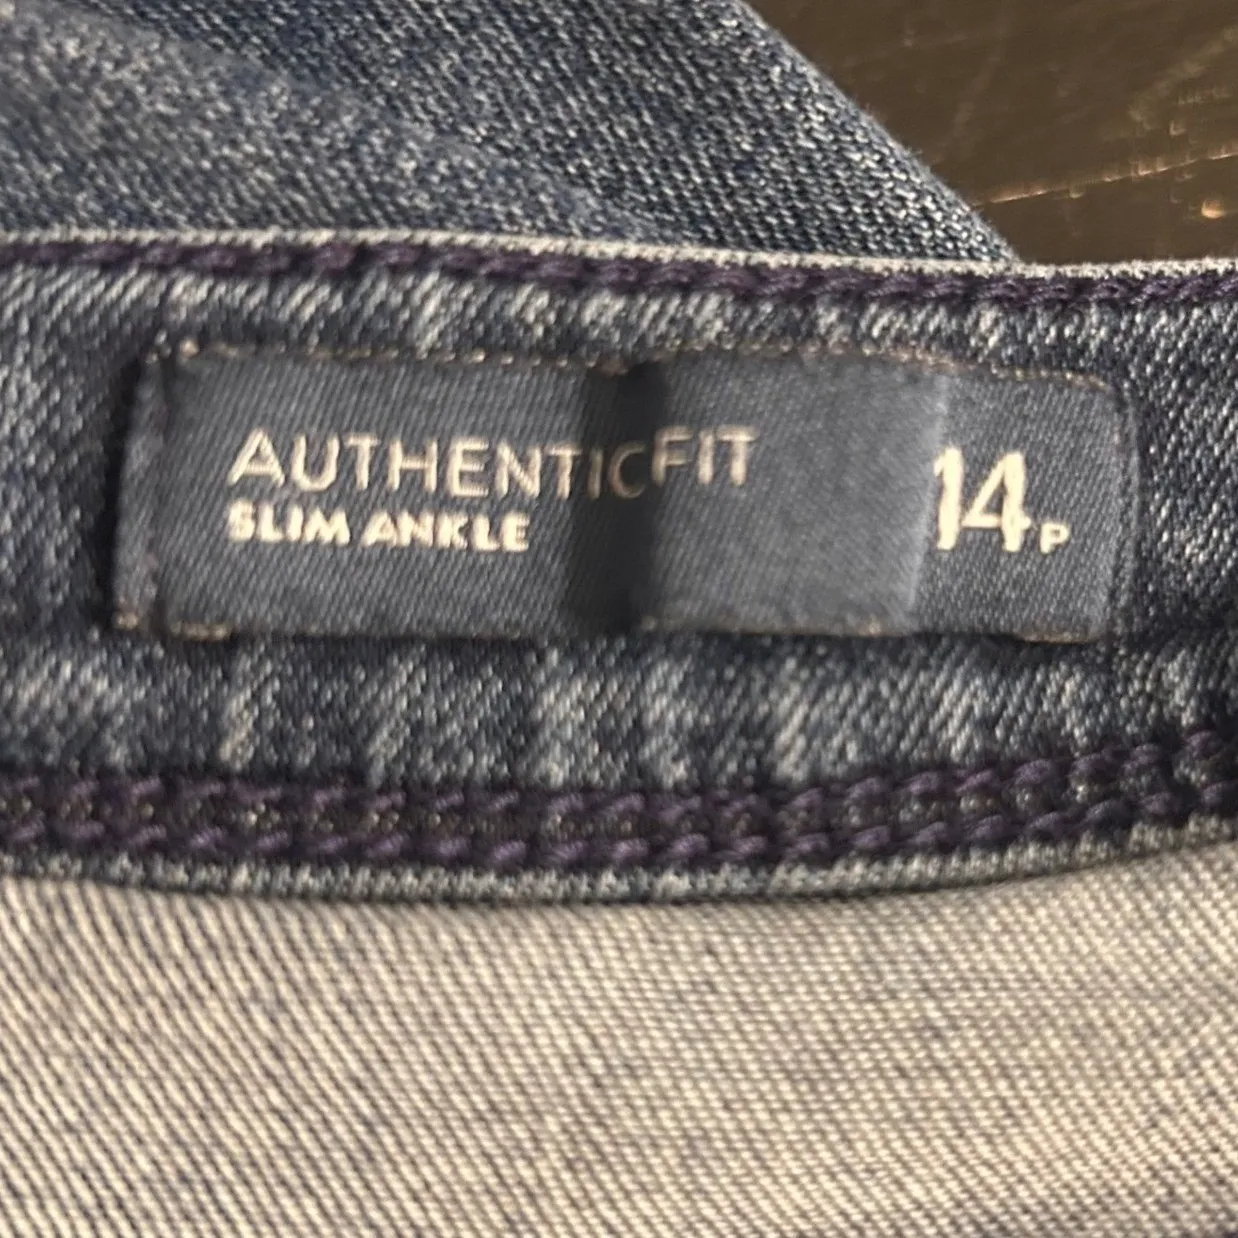 AUTHENTICFIT
SLIM ANKLE
14P